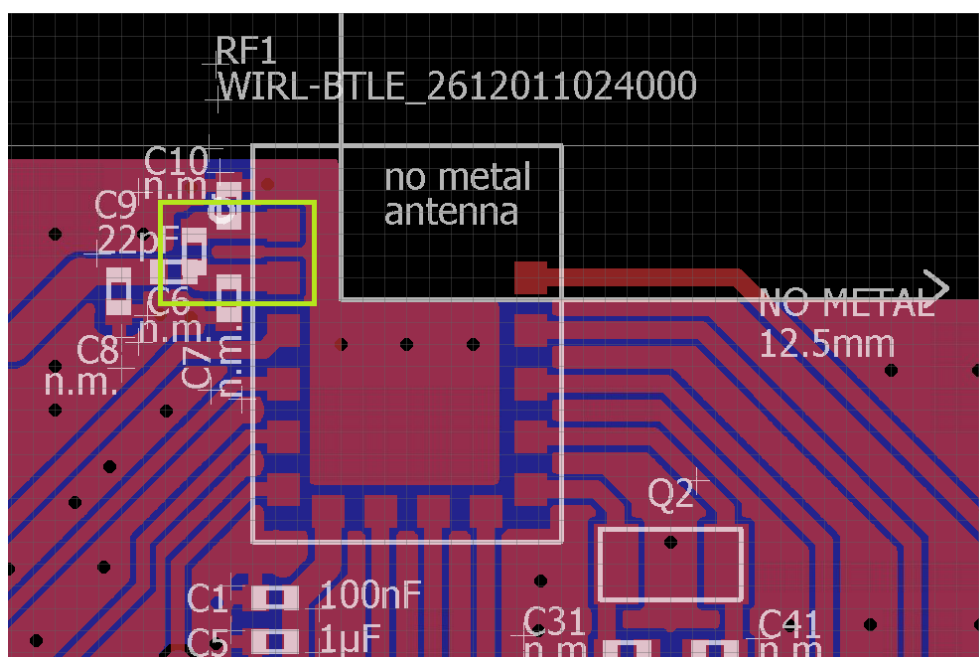 RF1
WIRL-BTLE_2612011024000
C10
n.m.
no metal
antenna
C9
22pF
C6
n.m.
C8
n.m.
C7
n.m.
NO METAL
12.5mm
Q2
C1
100nF
C5
1µF
C31
n.m.
C41
n.m.